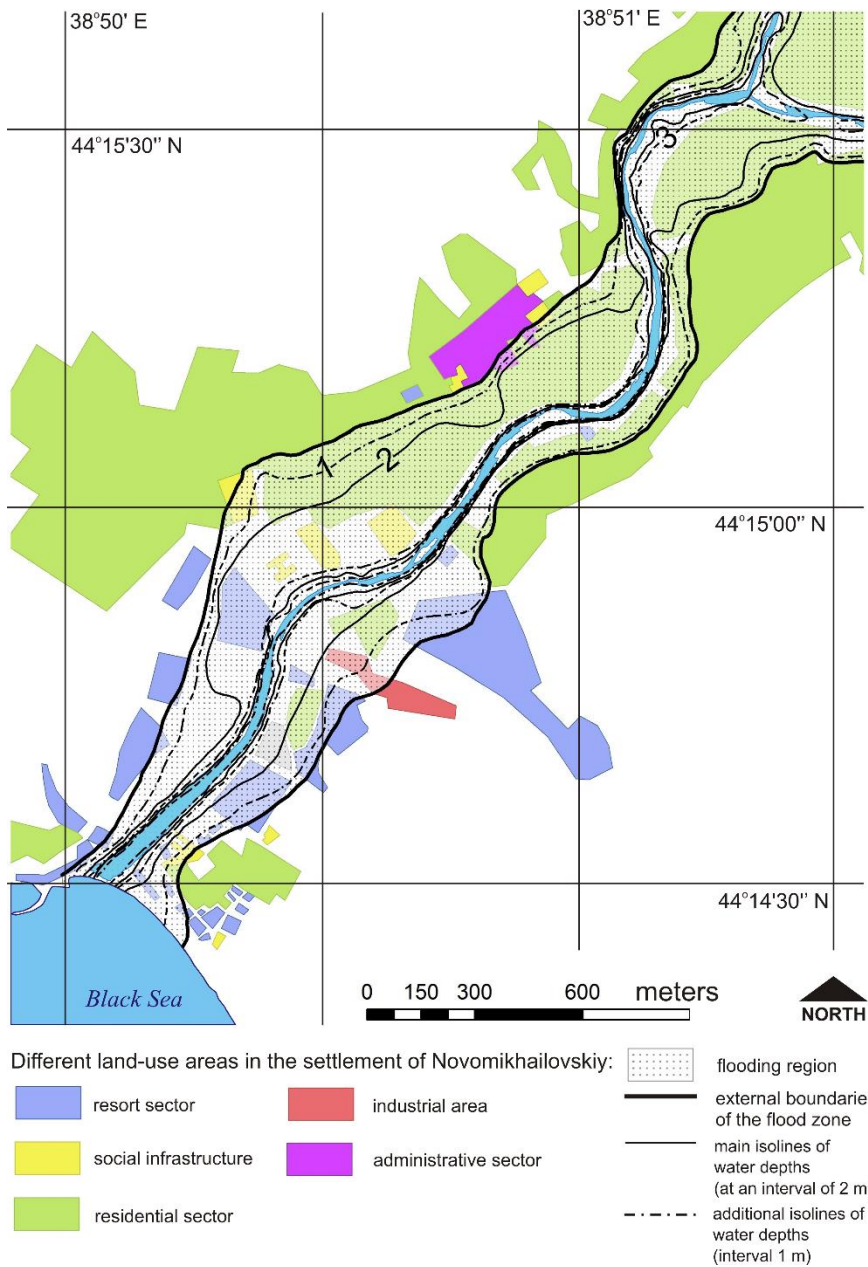 38°50' E
38°51' E
44°15'30" N
3
1
2
44°15'00" N
44°14'30" N
Black Sea
0 150 300 600 meters
NORTH
Different land-use areas in the settlement of Novomikhailovskiy:
resort sector
social infrastructure
residential sector
industrial area
administrative sector
flooding region
external boundarie
of the flood zone
main isolines of
water depths
(at an interval of 2 m
additional isolines of
water depths
(interval 1 m)